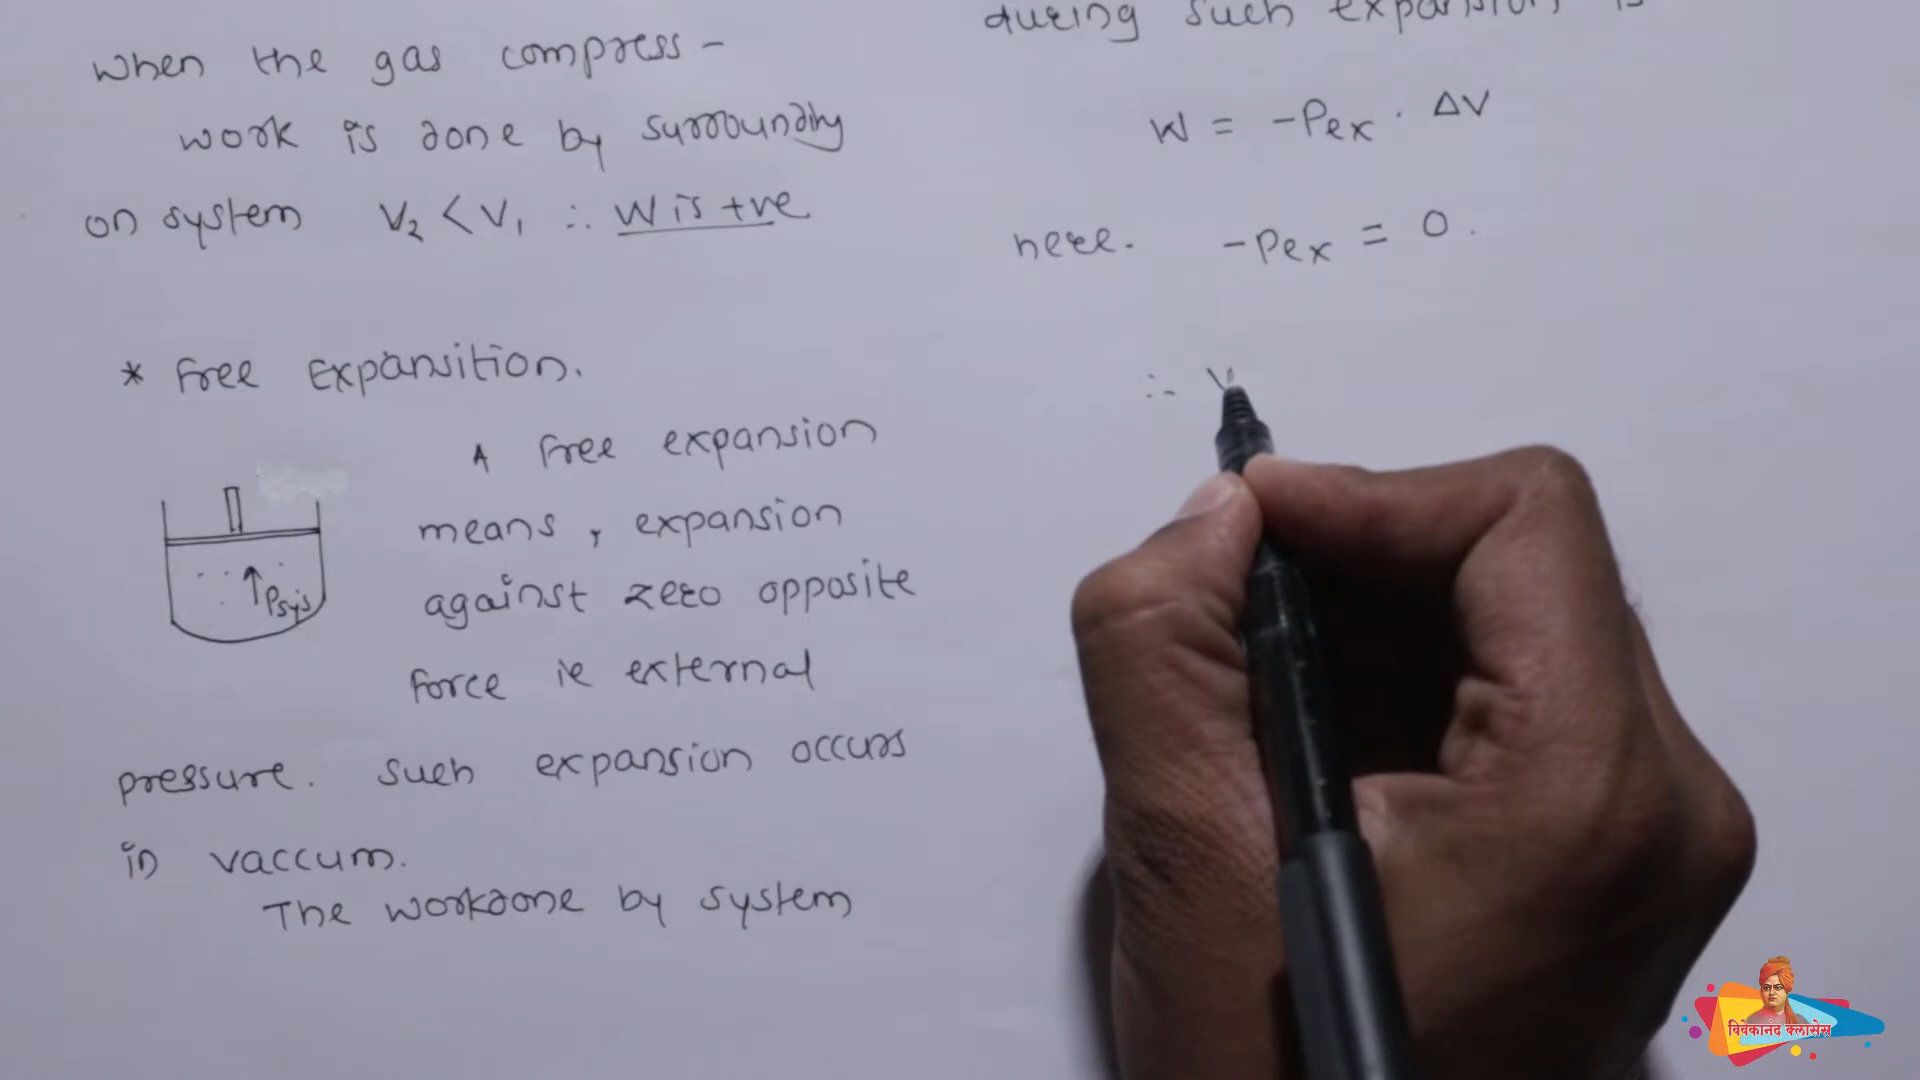 When the gas compress -
work is done by surrounding
on system V₂ < V₁ ∴ W is +ve
* Free Expansition.
A free expansion
means, expansion
against zero opposite
force ie external
Psys
pressure. Such expansion occurs
in vaccum.
The workdone by system
during such expansion is
W = -Pex · ΔV
here. -Pex = 0.
∴ W
विवेकानंद क्लासेस